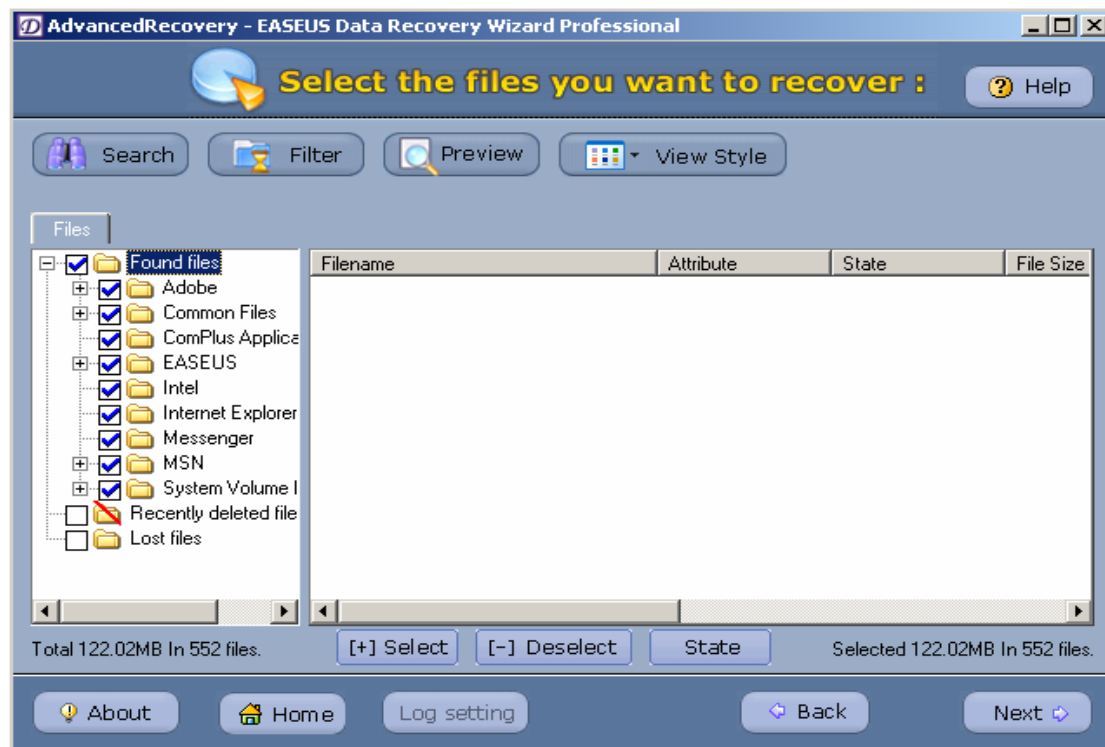 AdvancedRecovery - EASEUS Data Recovery Wizard Professional
Select the files you want to recover :
Help
Search
Filter
Preview
View Style
Files
Found files
Adobe
Common Files
ComPlus Applica
EASEUS
Intel
Internet Explorer
Messenger
MSN
System Volume I
Recently deleted file
Lost files
Filename Attribute State File Size
Total 122.02MB In 552 files.
[+] Select
[-] Deselect
State
Selected 122.02MB In 552 files.
About
Home
Log setting
Back
Next